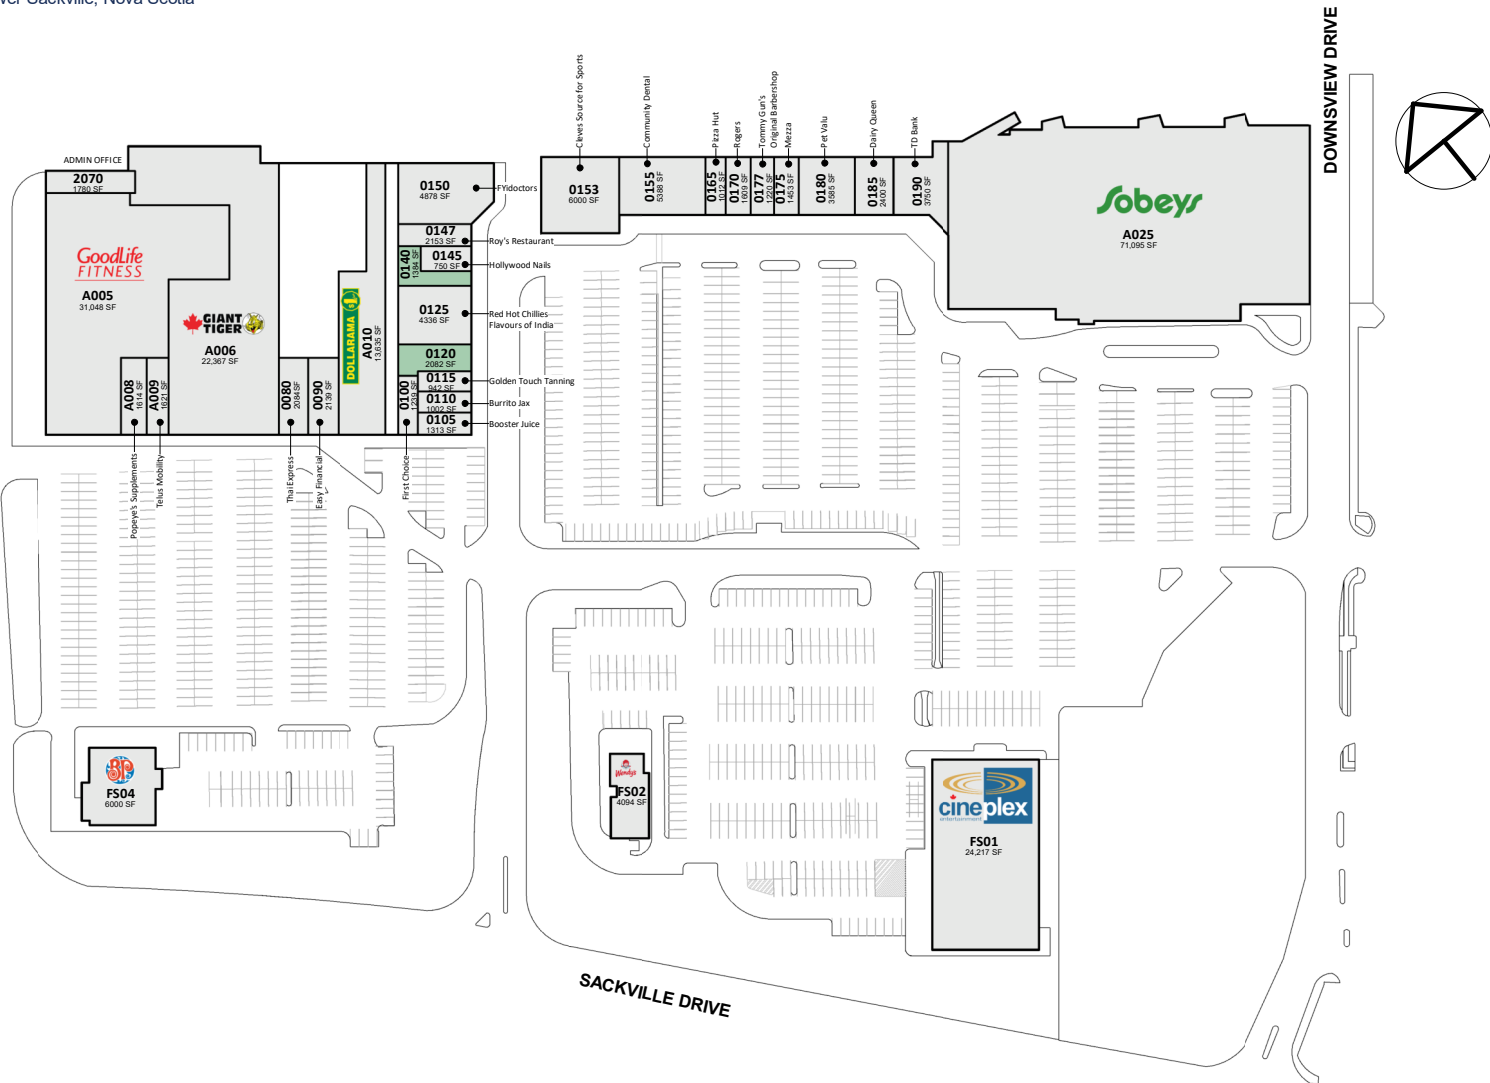 wer Sackville, Nova Scotia
DOWNSVIEW DRIVE
Cleves Source for Sports
Community Dental
Pizza Hut
Rogers
Tommy Gun's
Original Barbershop
Mezza
Pet Valu
Dairy Queen
TD Bank
ADMIN OFFICE
2070
1780 SF
GoodLife
FITNESS
A005
31,048 SF
GIANT
TIGER
A006
22,367 SF
A008
1614 SF
A009
1621 SF
0080
2084 SF
0090
2139 SF
DOLLARAMA
A010
13,635 SF
0150
4878 SF
FYidoctors
0147
2153 SF
Roy's Restaurant
0140
1384 SF
0145
750 SF
Hollywood Nails
0125
4336 SF
Red Hot Chillies
Flavours of India
0120
2082 SF
0100
1239 SF
0115
942 SF
Golden Touch Tanning
0110
1002 SF
Burrito Jax
0105
1313 SF
Booster Juice
Popeye's Supplements
Telus Mobility
Thai Express
Easy Financial
First Choice
0153
6000 SF
0155
5388 SF
0165
1012 SF
0170
1609 SF
0177
1220 SF
0175
1453 SF
0180
3585 SF
0185
2400 SF
0190
3750 SF
Sobeys
A025
71,095 SF
BP
FS04
6000 SF
Wendy's
FS02
4094 SF
cineplex
entertainment
FS01
24,217 SF
SACKVILLE DRIVE